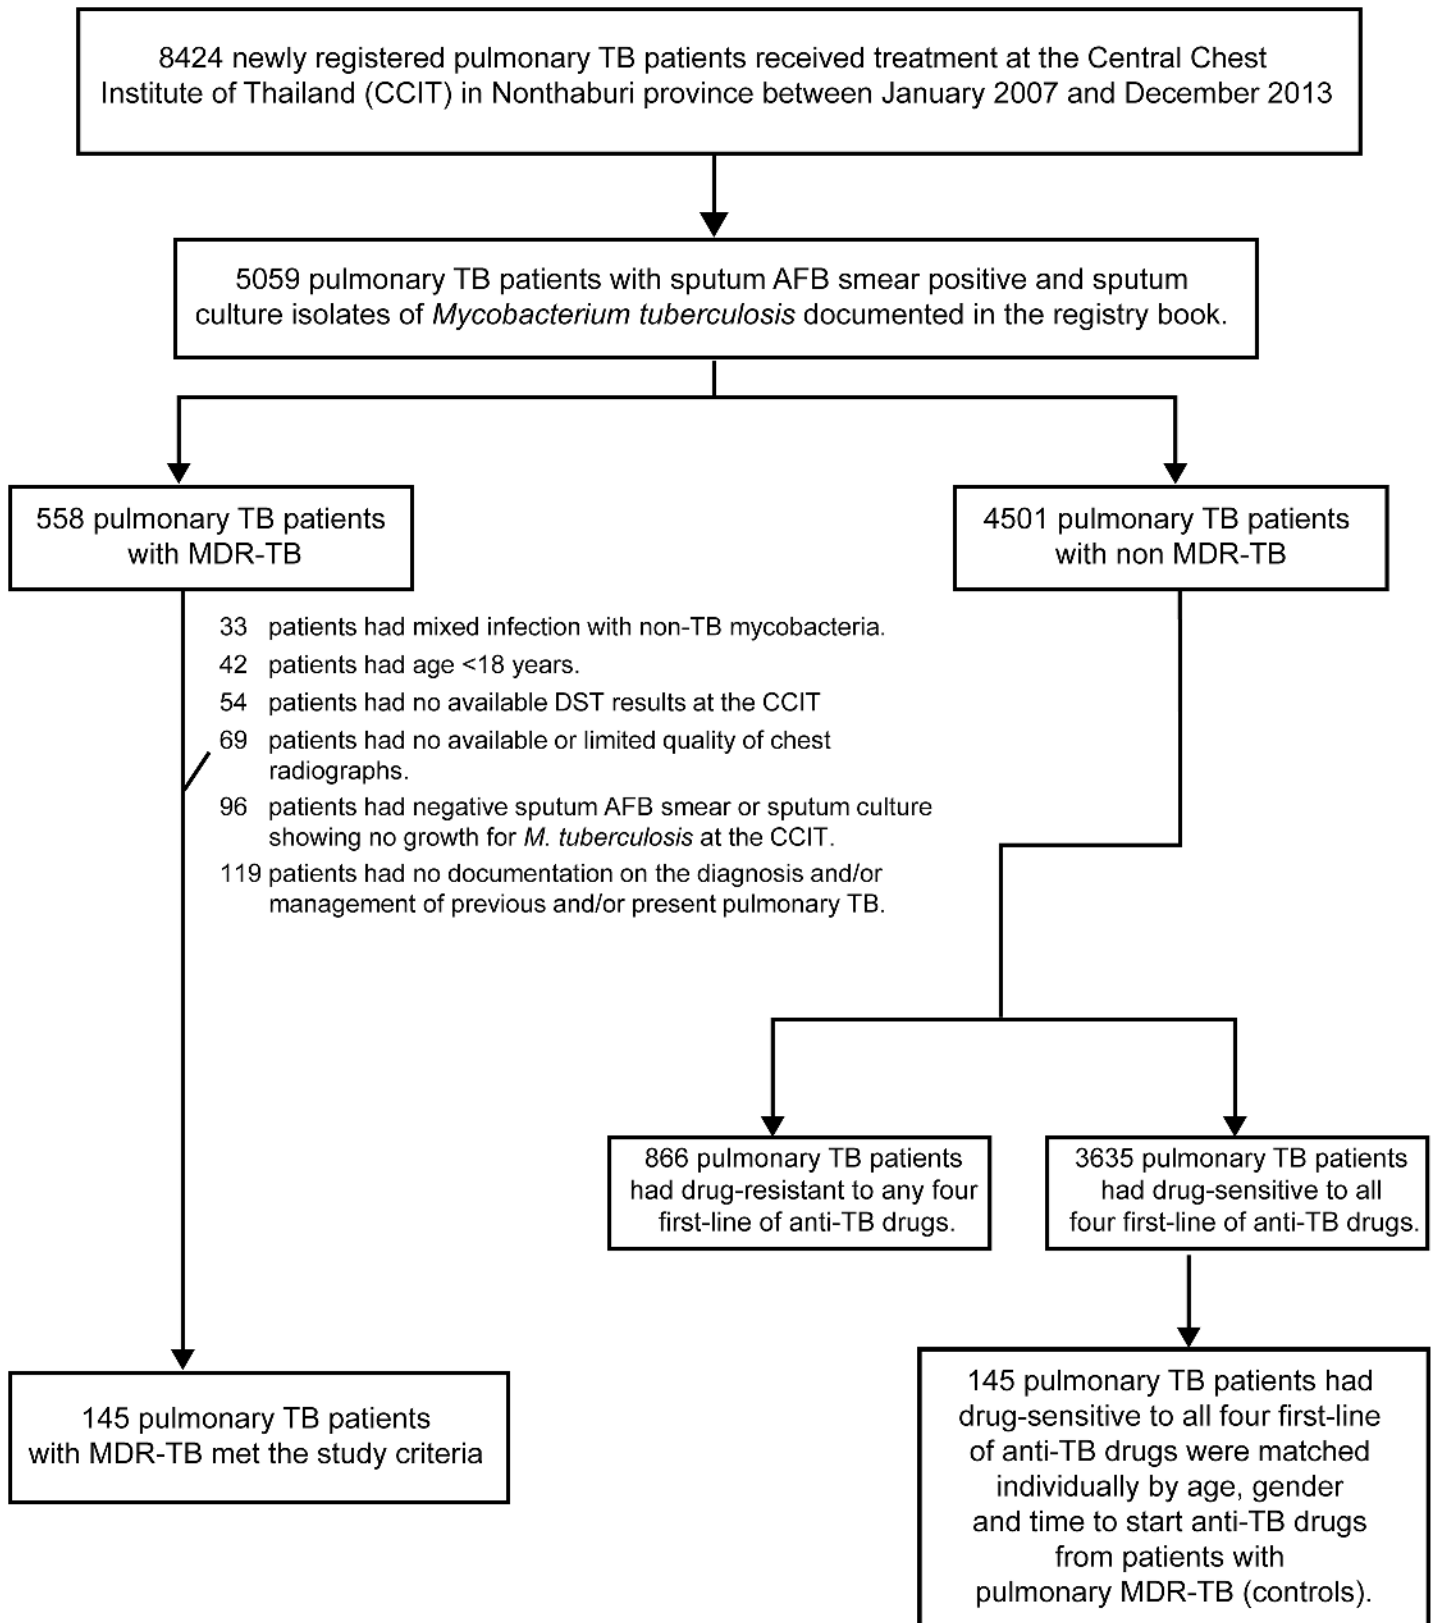 8424 newly registered pulmonary TB patients received treatment at the Central Chest
Institute of Thailand (CCIT) in Nonthaburi province between January 2007 and December 2013
5059 pulmonary TB patients with sputum AFB smear positive and sputum
culture isolates of Mycobacterium tuberculosis documented in the registry book.
558 pulmonary TB patients
with MDR-TB
4501 pulmonary TB patients
with non MDR-TB
33 patients had mixed infection with non-TB mycobacteria.
42 patients had age <18 years.
54 patients had no available DST results at the CCIT
69 patients had no available or limited quality of chest
radiographs.
96 patients had negative sputum AFB smear or sputum culture
showing no growth for M. tuberculosis at the CCIT.
119 patients had no documentation on the diagnosis and/or
management of previous and/or present pulmonary TB.
866 pulmonary TB patients
had drug-resistant to any four
first-line of anti-TB drugs.
3635 pulmonary TB patients
had drug-sensitive to all
four first-line of anti-TB drugs.
145 pulmonary TB patients
with MDR-TB met the study criteria
145 pulmonary TB patients had
drug-sensitive to all four first-line
of anti-TB drugs were matched
individually by age, gender
and time to start anti-TB drugs
from patients with
pulmonary MDR-TB (controls).